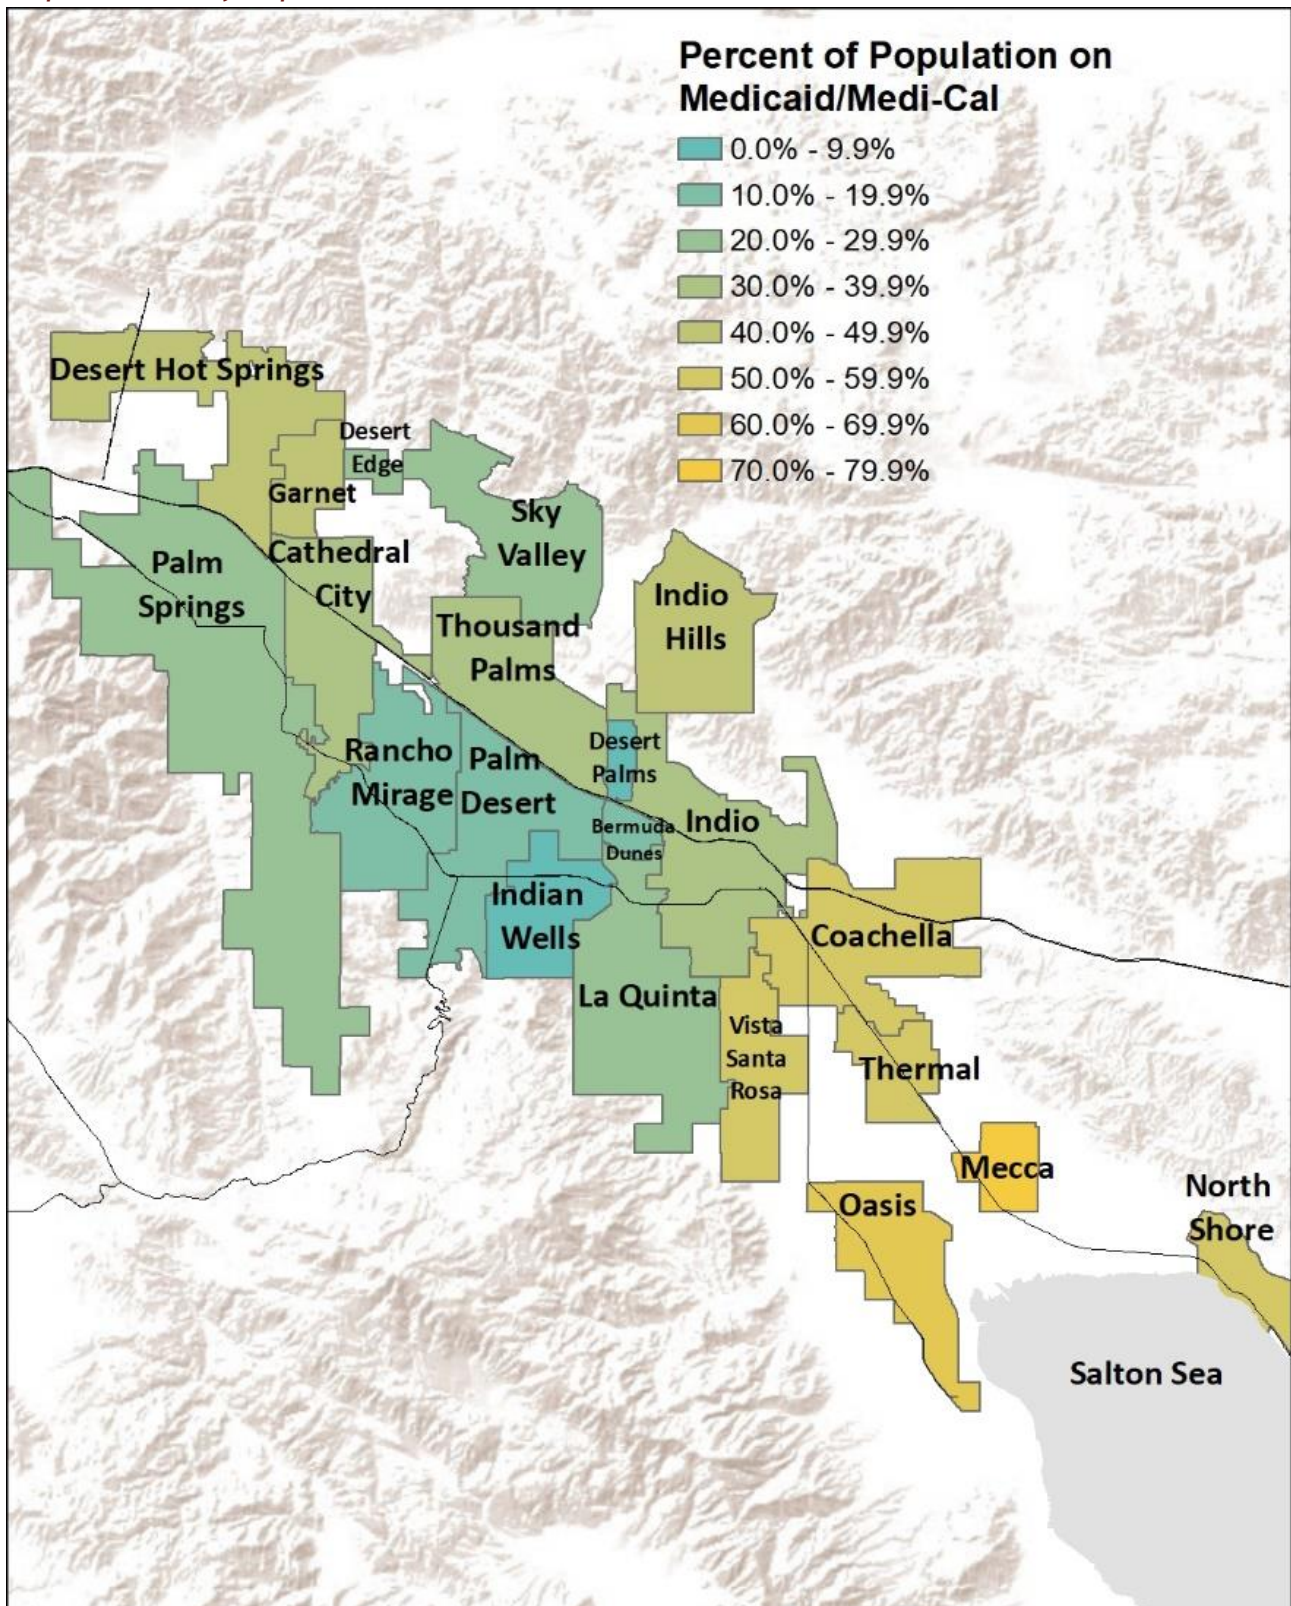 Percent of Population on
Medicaid/Medi-Cal
0.0% - 9.9%
10.0% - 19.9%
20.0% - 29.9%
30.0% - 39.9%
40.0% - 49.9%
50.0% - 59.9%
60.0% - 69.9%
70.0% - 79.9%
Desert Hot Springs
Desert
Edge
Garnet
Sky
Valley
Cathedral
City
Palm
Springs
Indio
Hills
Thousand
Palms
Rancho
Mirage
Palm
Desert
Desert
Palms
Bermuda
Dunes
Indio
Indian
Wells
Coachella
La Quinta
Vista
Santa
Rosa
Thermal
Mecca
Oasis
North
Shore
Salton Sea